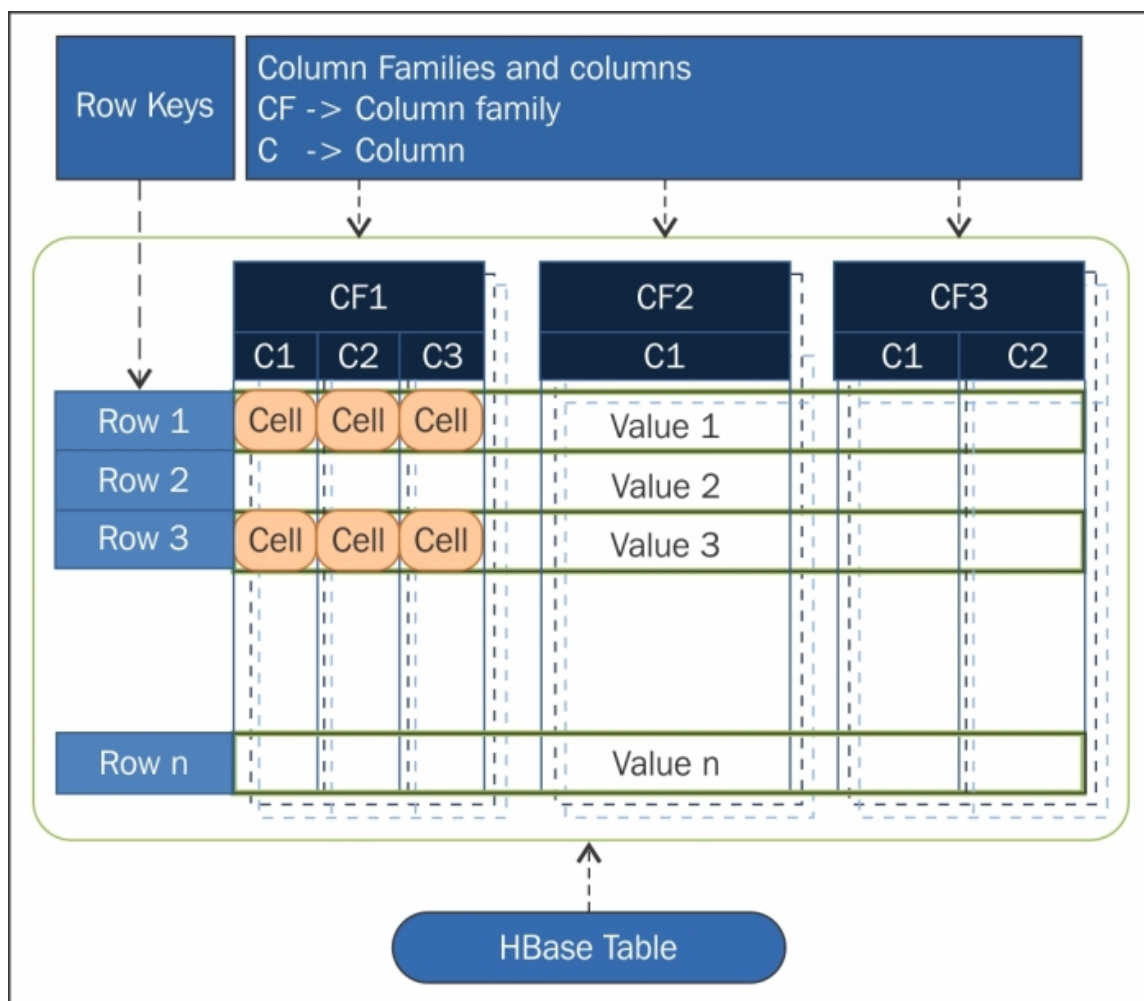 Row Keys
Column Families and columns
CF -> Column family
C -> Column
CF1 CF2 CF3
C1 C2 C3 C1 C1 C2
Row 1 Cell Cell Cell Value 1
Row 2 Value 2
Row 3 Cell Cell Cell Value 3
Row n Value n
HBase Table